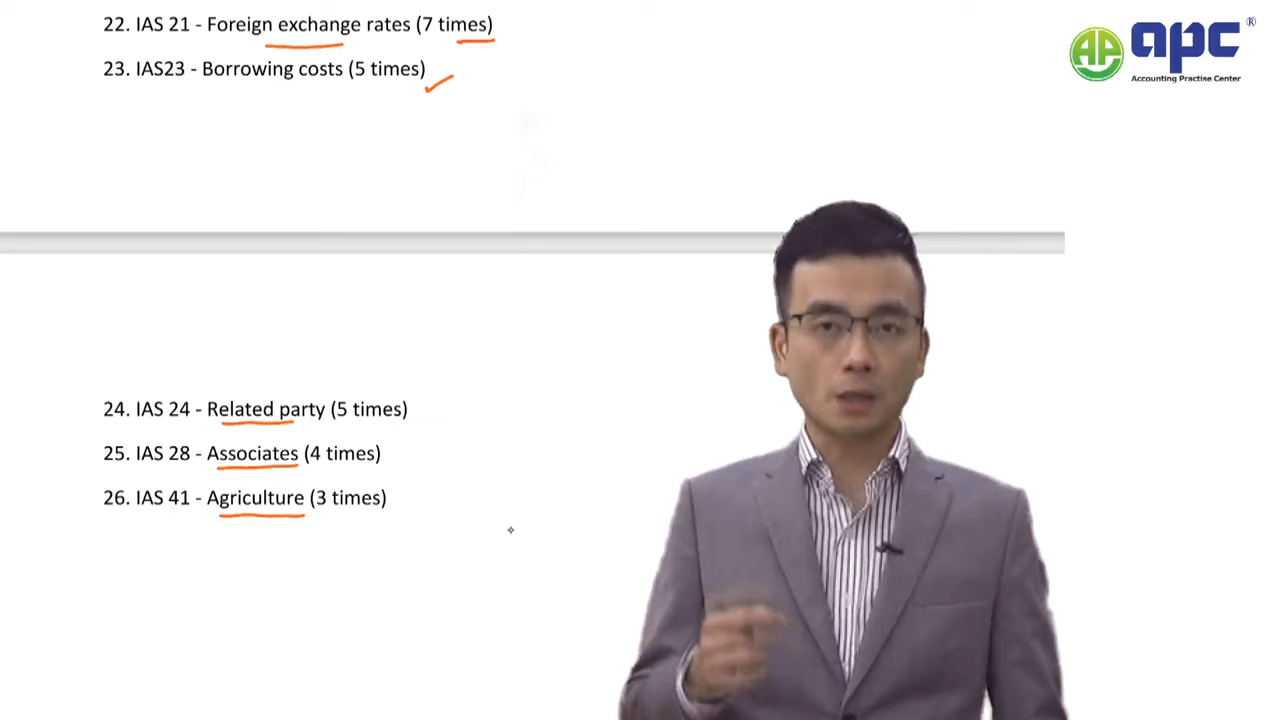 22. IAS 21 - Foreign exchange rates (7 times)
23. IAS23 - Borrowing costs (5 times)
AP apc ®
Accounting Practise Center
24. IAS 24 - Related party (5 times)
25. IAS 28 - Associates (4 times)
26. IAS 41 - Agriculture (3 times)